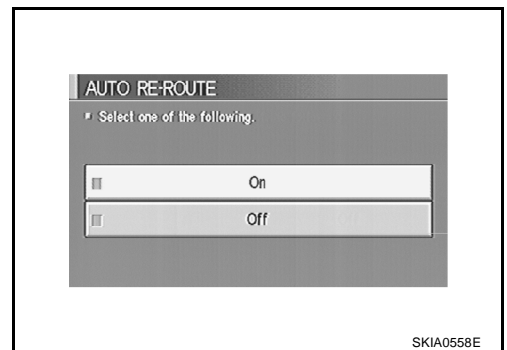 AUTO RE-ROUTE
Select one of the following.
On
Off
SKIA0558E